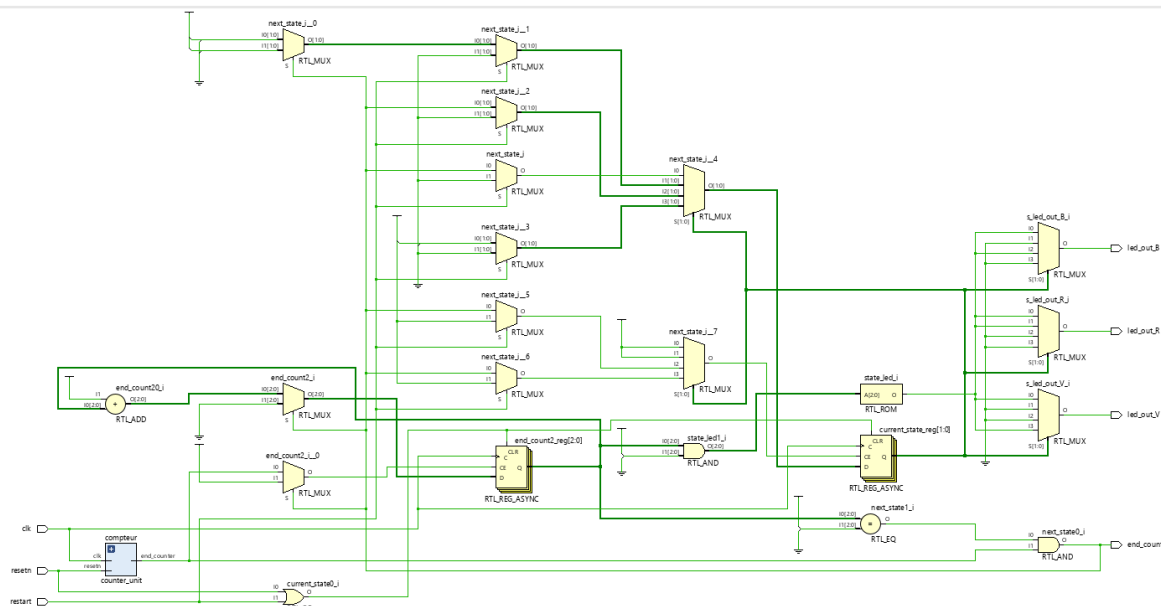 next_state_i__0
I0[1:0]
I1[1:0]
O[1:0]
S
RTL_MUX
next_state_i__1
I0[1:0]
I1[1:0]
O[1:0]
S
RTL_MUX
next_state_i__2
I0[1:0]
I1[1:0]
O[1:0]
S
RTL_MUX
next_state_i
I0
I1
O
S
RTL_MUX
next_state_i__3
I0[1:0]
I1[1:0]
O[1:0]
S
RTL_MUX
next_state_i__4
I0
I1[1:0]
I2[1:0]
I3[1:0]
O[1:0]
S[1:0]
RTL_MUX
next_state_i__5
I0
I1
O
S
RTL_MUX
next_state_i__6
I0
I1
O
S
RTL_MUX
next_state_i__7
I0
I1
I2
I3
O
S[1:0]
RTL_MUX
s_led_out_B_i
I0
I1
I2
I3
O
S[1:0]
RTL_MUX
led_out_B
s_led_out_R_i
I0
I1
I2
I3
O
S[1:0]
RTL_MUX
led_out_R
s_led_out_V_i
I0
I1
I2
I3
O
S[1:0]
RTL_MUX
led_out_V
end_count20_i
I1
I0[2:0]
+
O[2:0]
RTL_ADD
end_count2_i
I0[2:0]
I1[2:0]
O[2:0]
S
RTL_MUX
end_count2_i__0
I0
I1
O
S
RTL_MUX
end_count2_reg[2:0]
CLR
C
CE
D
Q
RTL_REG_ASYNC
state_led1_i
I0[2:0]
I1[2:0]
O[2:0]
RTL_AND
state_led_i
A[2:0]
O
RTL_ROM
current_state_reg[1:0]
CLR
C
CE
D
Q
RTL_REG_ASYNC
next_state1_i
I0[2:0]
I1[2:0]
=
O
RTL_EQ
next_state0_i
I0
I1
O
RTL_AND
end_count
clk
compteur
clk
resetn
end_counter
counter_unit
resetn
current_state0_i
I0
I1
O
restart